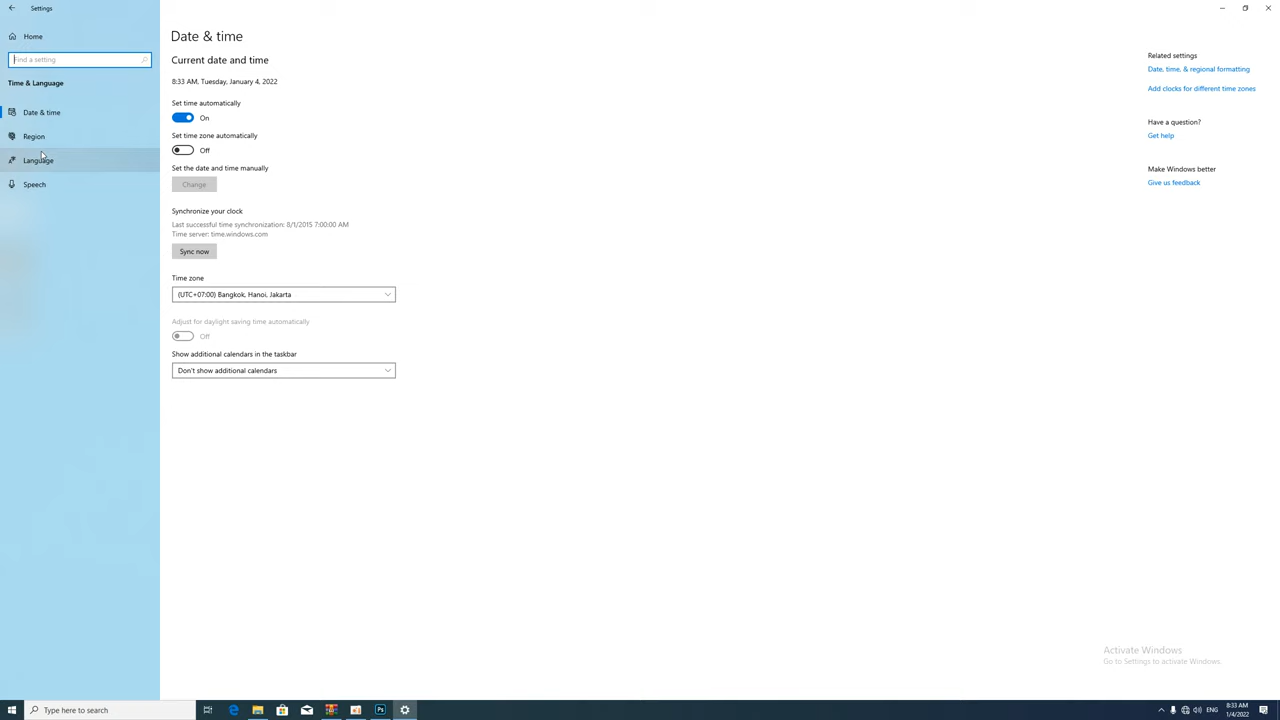 Settings
Home
Find a setting
Time & Language
Date & time
Region
Language
Speech
Date & time
Current date and time
8:33 AM, Tuesday, January 4, 2022
Set time automatically
On
Set time zone automatically
Off
Set the date and time manually
Change
Synchronize your clock
Last successful time synchronization: 8/1/2015 7:00:00 AM
Time server: time.windows.com
Sync now
Time zone
(UTC+07:00) Bangkok, Hanoi, Jakarta
Adjust for daylight saving time automatically
Off
Show additional calendars in the taskbar
Don't show additional calendars
Related settings
Date, time, & regional formatting
Add clocks for different time zones
Have a question?
Get help
Make Windows better
Give us feedback
Activate Windows
Go to Settings to activate Windows.
Type here to search
Ps
ENG
8:33 AM
1/4/2022